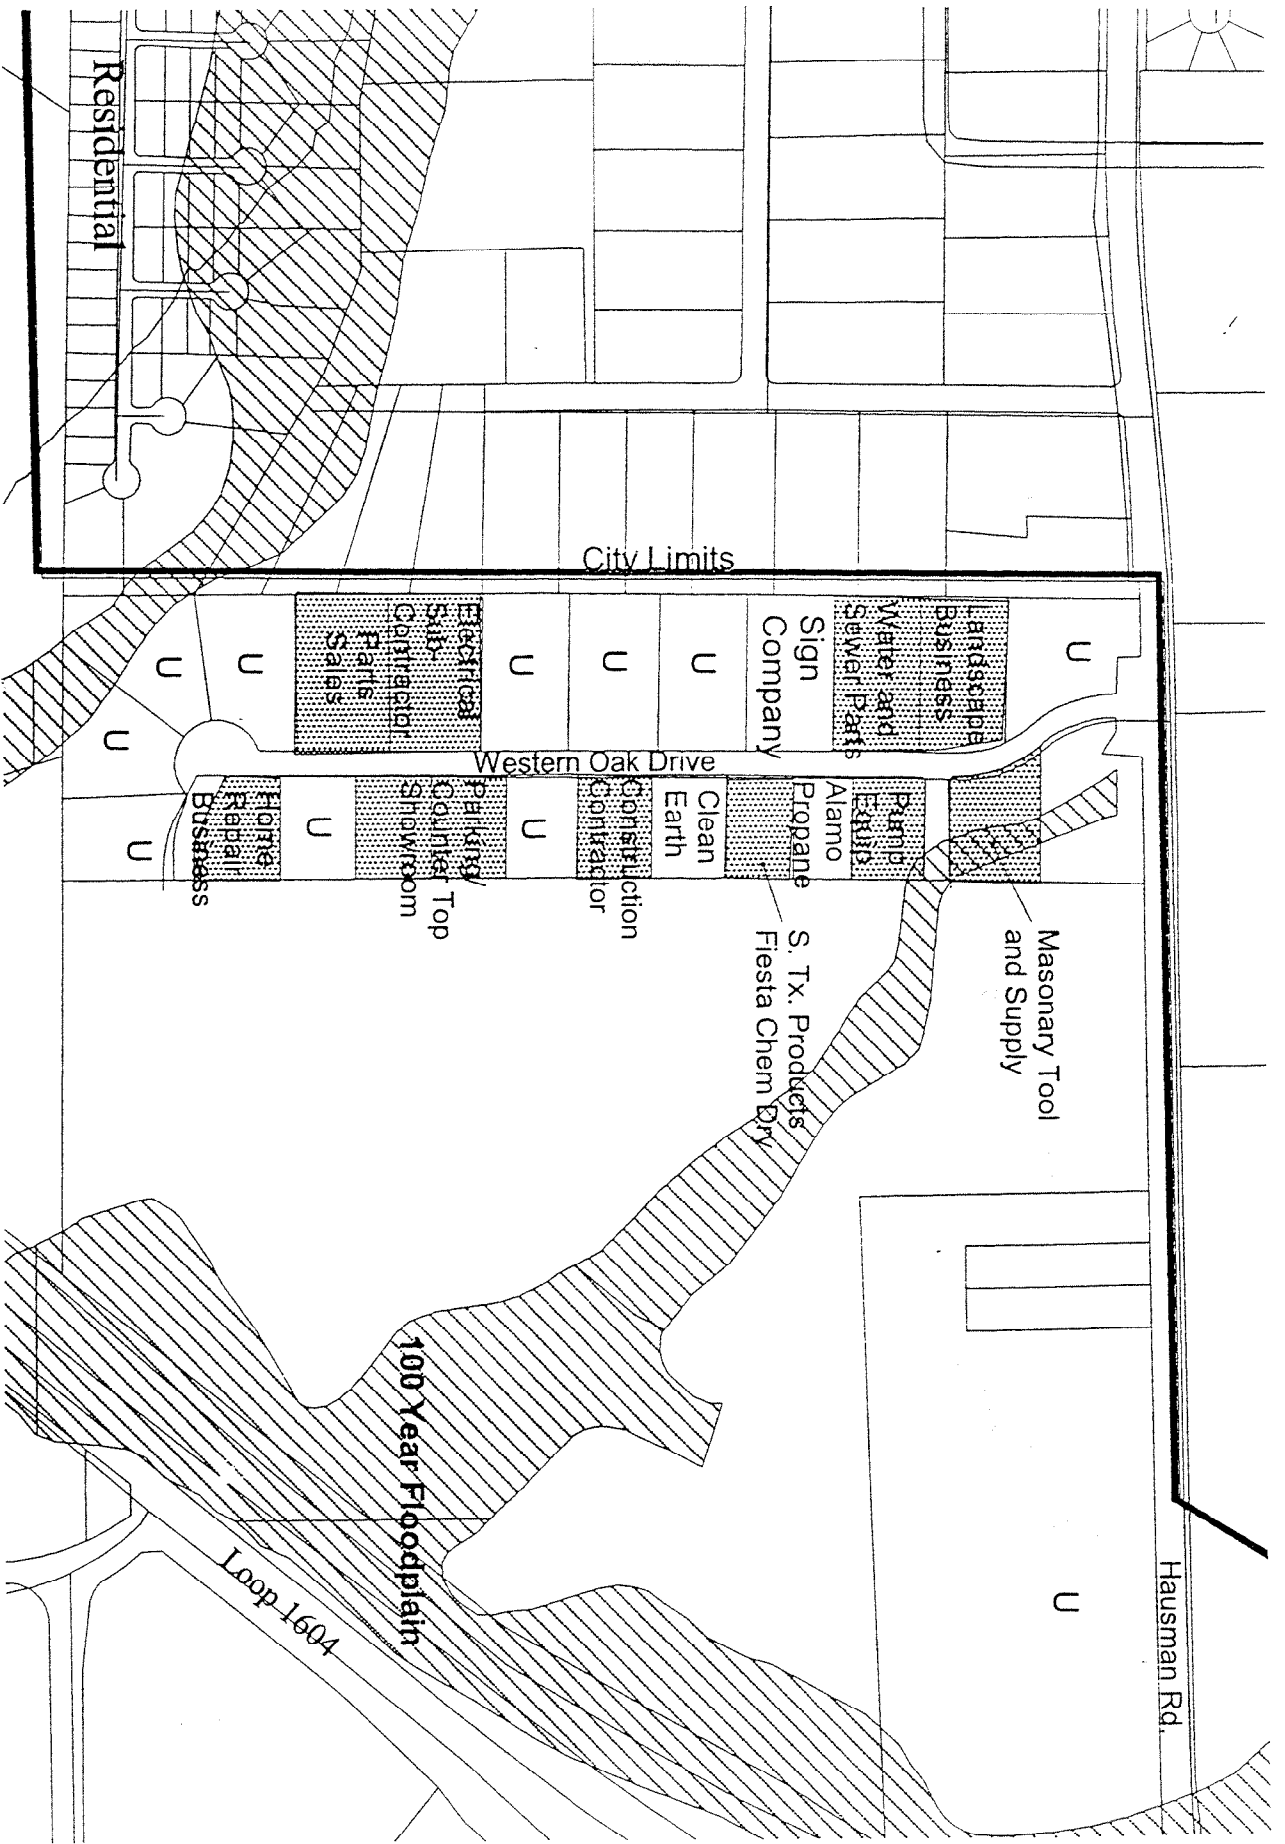 Residential
City Limits
U
Landscape
Business
Water and
Sewer Parts
Sign
Company
U
U
U
Electrical
Sub-
Contractor
Parts
Sales
U
U
U
Western Oak Drive
Pump
Equip
Alamo
Propane
Clean
Earth
Construction
Contractor
U
Parking/
Counter Top
Showroom
U
Home
Repair
Business
U
Masonary Tool
and Supply
S. Tx. Products
Fiesta Chem Dry
100 Year Floodplain
Loop 1604
U
Hausman Rd.